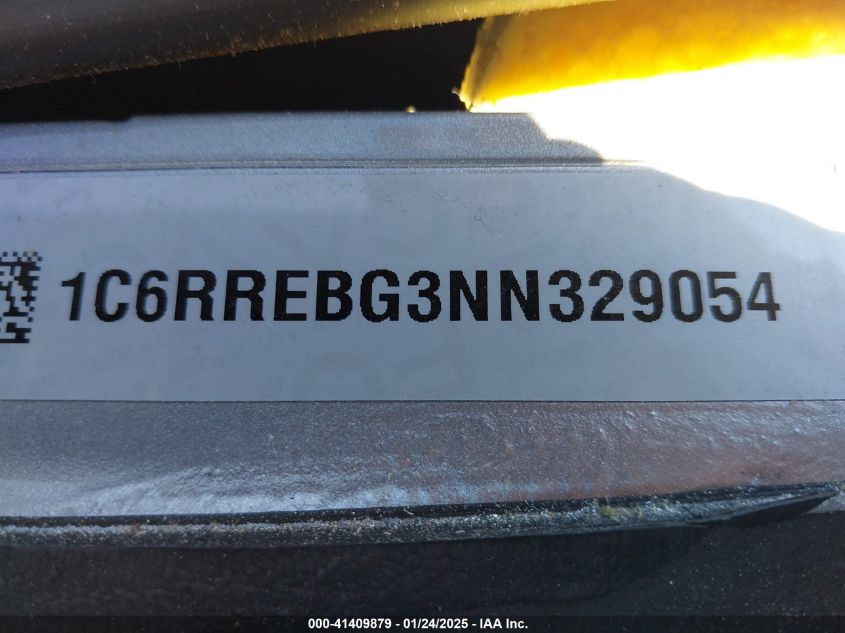 1C6RREBG3NN329054
000-41409879 - 01/24/2025 - IAA Inc.